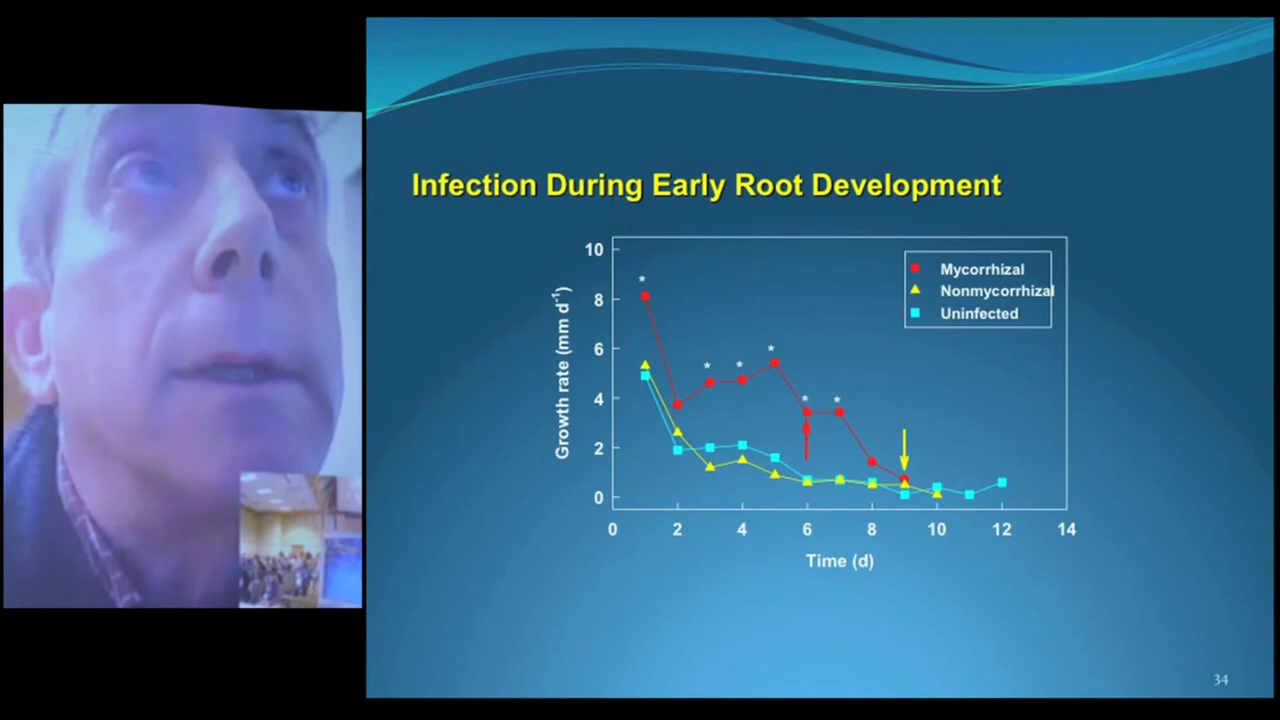 Infection During Early Root Development
10
8
6
4
2
0
Growth rate (mm d-1)
*
*
*
*
*
*
Mycorrhizal
Nonmycorrhizal
Uninfected
0 2 4 6 8 10 12 14
Time (d)
34